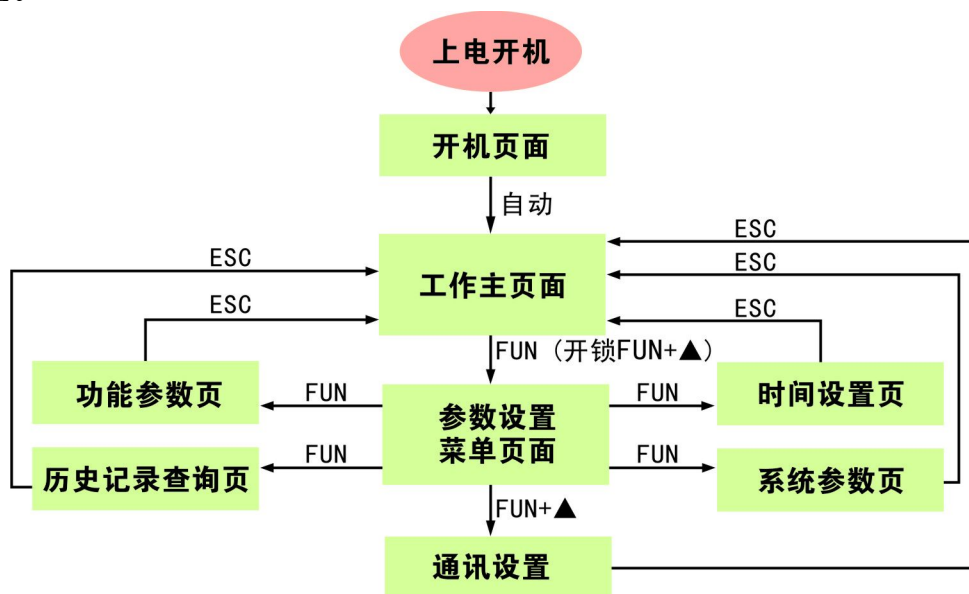 上电开机
开机页面
自动
ESC
ESC
ESC
工作主页面
ESC
ESC
FUN (开锁FUN+▲)
功能参数页
FUN
参数设置
菜单页面
FUN
时间设置页
历史记录查询页
FUN
FUN
系统参数页
FUN+▲
通讯设置